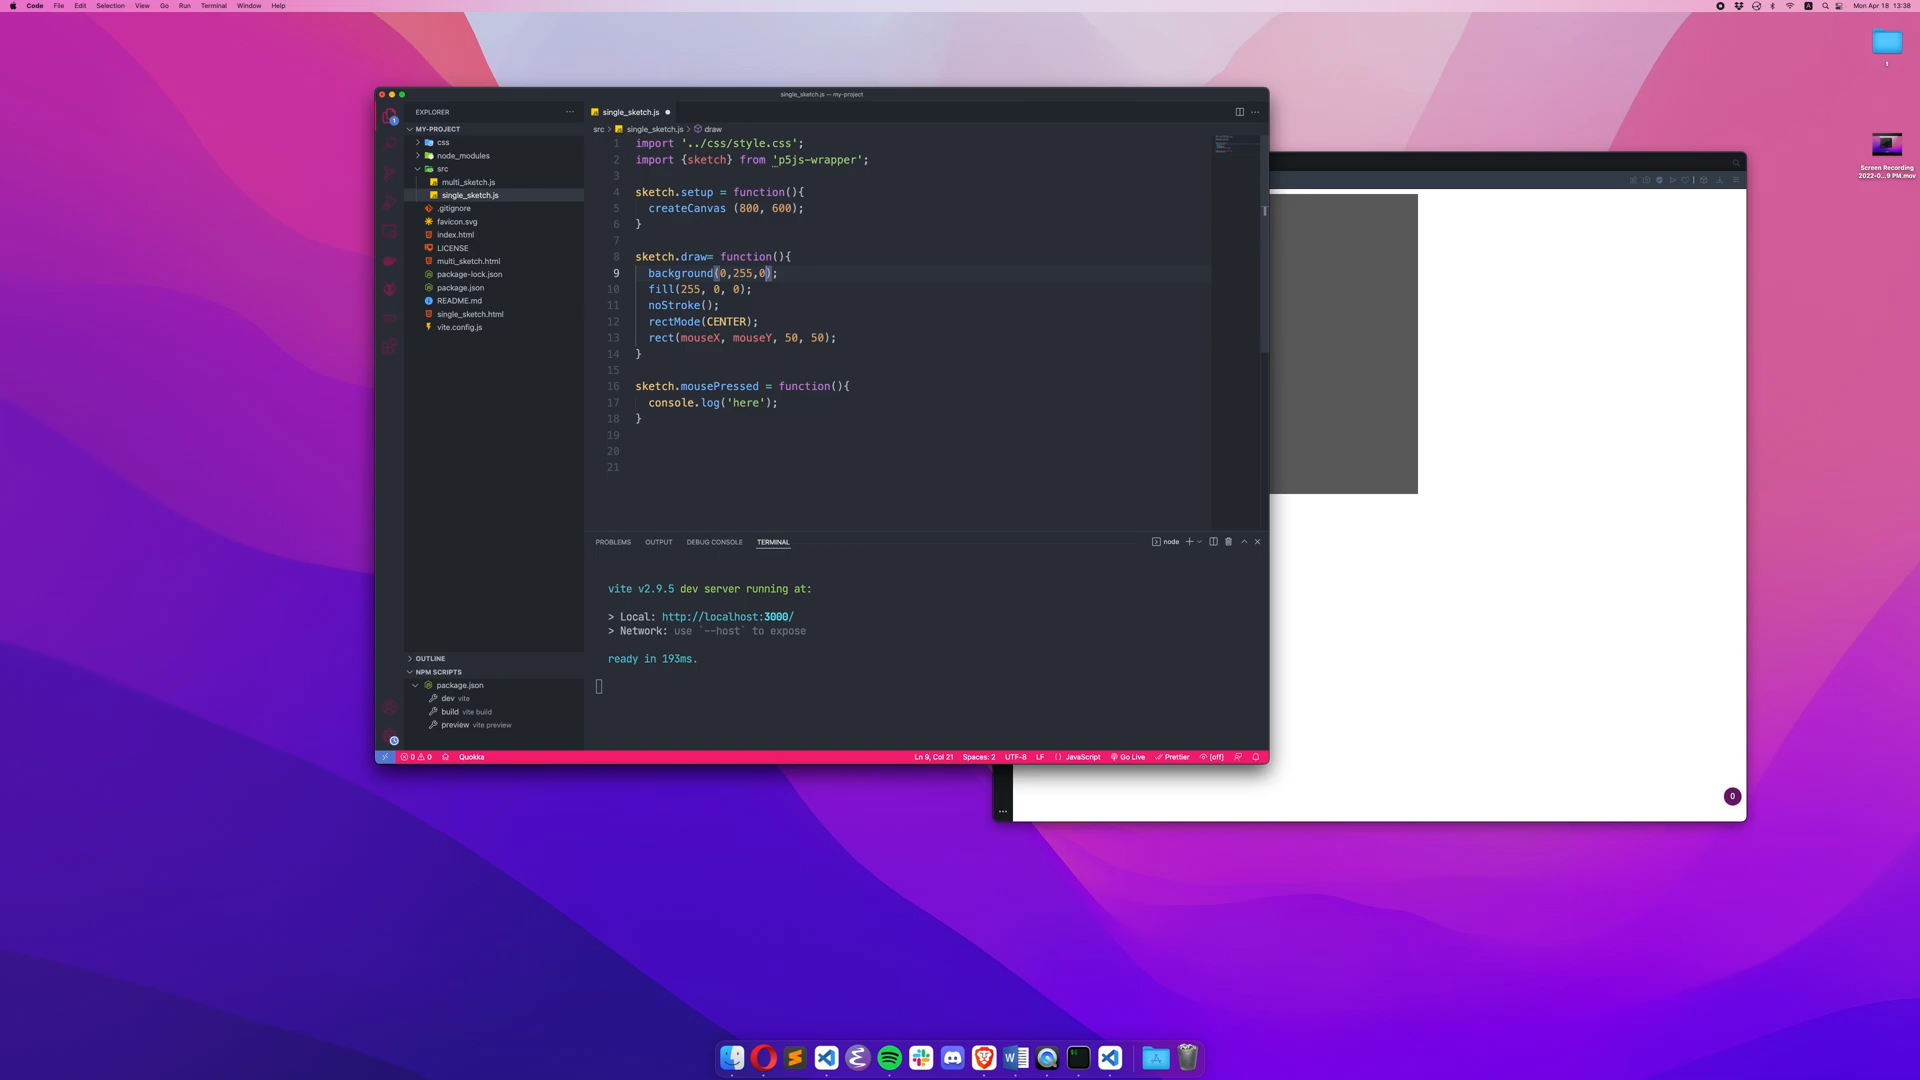 Code File Edit Selection View Go Run Terminal Window Help
Mon Apr 18 13:38
1
Screen Recording
2022-0...9 PM.mov
single_sketch.js — my-project
EXPLORER
MY-PROJECT
css
node_modules
src
multi_sketch.js
single_sketch.js
.gitignore
favicon.svg
index.html
LICENSE
multi_sketch.html
package-lock.json
package.json
README.md
single_sketch.html
vite.config.js
OUTLINE
NPM SCRIPTS
package.json
dev vite
build vite build
preview vite preview
single_sketch.js
src > single_sketch.js > draw
1 import '../css/style.css';
2 import {sketch} from 'p5js-wrapper';
3
4 sketch.setup = function(){
5 createCanvas (800, 600);
6 }
7
8 sketch.draw= function(){
9 background(0,255,0);
10 fill(255, 0, 0);
11 noStroke();
12 rectMode(CENTER);
13 rect(mouseX, mouseY, 50, 50);
14 }
15
16 sketch.mousePressed = function(){
17 console.log('here');
18 }
19
20
21
PROBLEMS OUTPUT DEBUG CONSOLE TERMINAL
node
vite v2.9.5 dev server running at:
> Local: http://localhost:3000/
> Network: use `--host` to expose
ready in 193ms.
0 0 Quokka
Ln 9, Col 21 Spaces: 2 UTF-8 LF JavaScript Go Live Prettier [off]
0